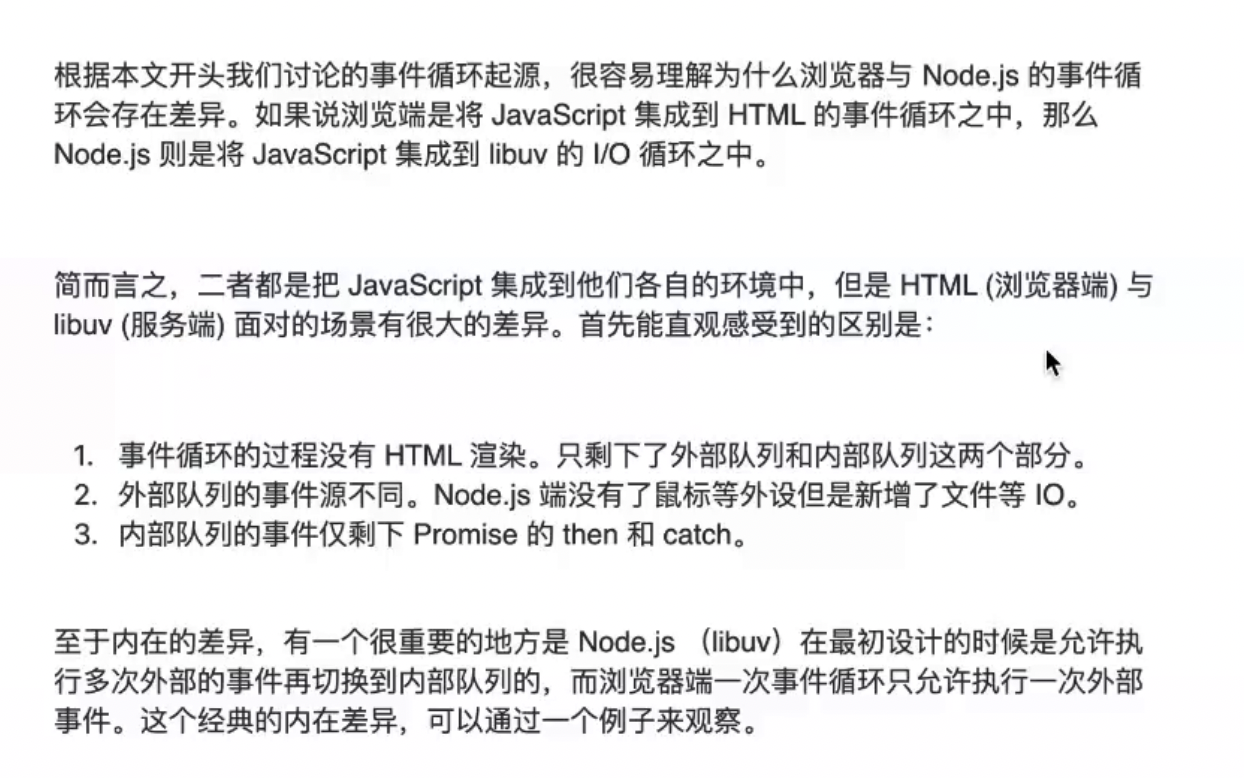 根据本文开头我们讨论的事件循环起源，很容易理解为什么浏览器与 Node.js 的事件循
环会存在差异。如果说浏览端是将 JavaScript 集成到 HTML 的事件循环之中，那么
Node.js 则是将 JavaScript 集成到 libuv 的 I/O 循环之中。
简而言之，二者都是把 JavaScript 集成到他们各自的环境中，但是 HTML (浏览器端) 与
libuv (服务端) 面对的场景有很大的差异。首先能直观感受到的区别是：
1. 事件循环的过程没有 HTML 渲染。只剩下了外部队列和内部队列这两个部分。
2. 外部队列的事件源不同。Node.js 端没有了鼠标等外设但是新增了文件等 IO。
3. 内部队列的事件仅剩下 Promise 的 then 和 catch。
至于内在的差异，有一个很重要的地方是 Node.js （libuv）在最初设计的时候是允许执
行多次外部的事件再切换到内部队列的，而浏览器端一次事件循环只允许执行一次外部
事件。这个经典的内在差异，可以通过一个例子来观察。